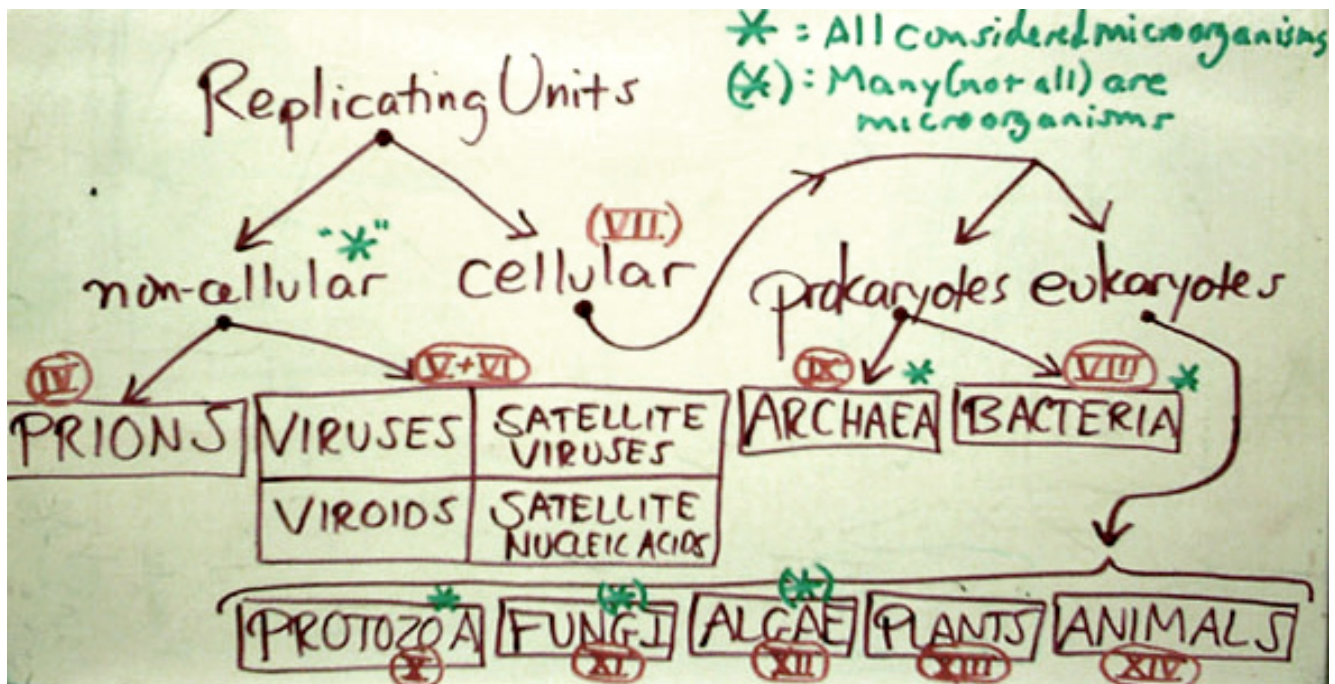 * = All considered microorganisms
(*) = Many (not all) are
microorganisms
Replicating Units
non-cellular "*"
cellular (VII.)
prokaryotes eukaryotes
IV
PRIONS
V+VI
VIRUSES
SATELLITE
VIRUSES
VIROIDS
SATELLITE
NUCLEIC ACIDS
IX *
ARCHAEA
VIII *
BACTERIA
* (*) (*)
PROTOZOA FUNGI ALGAE PLANTS ANIMALS
X XI XII XIII XIV